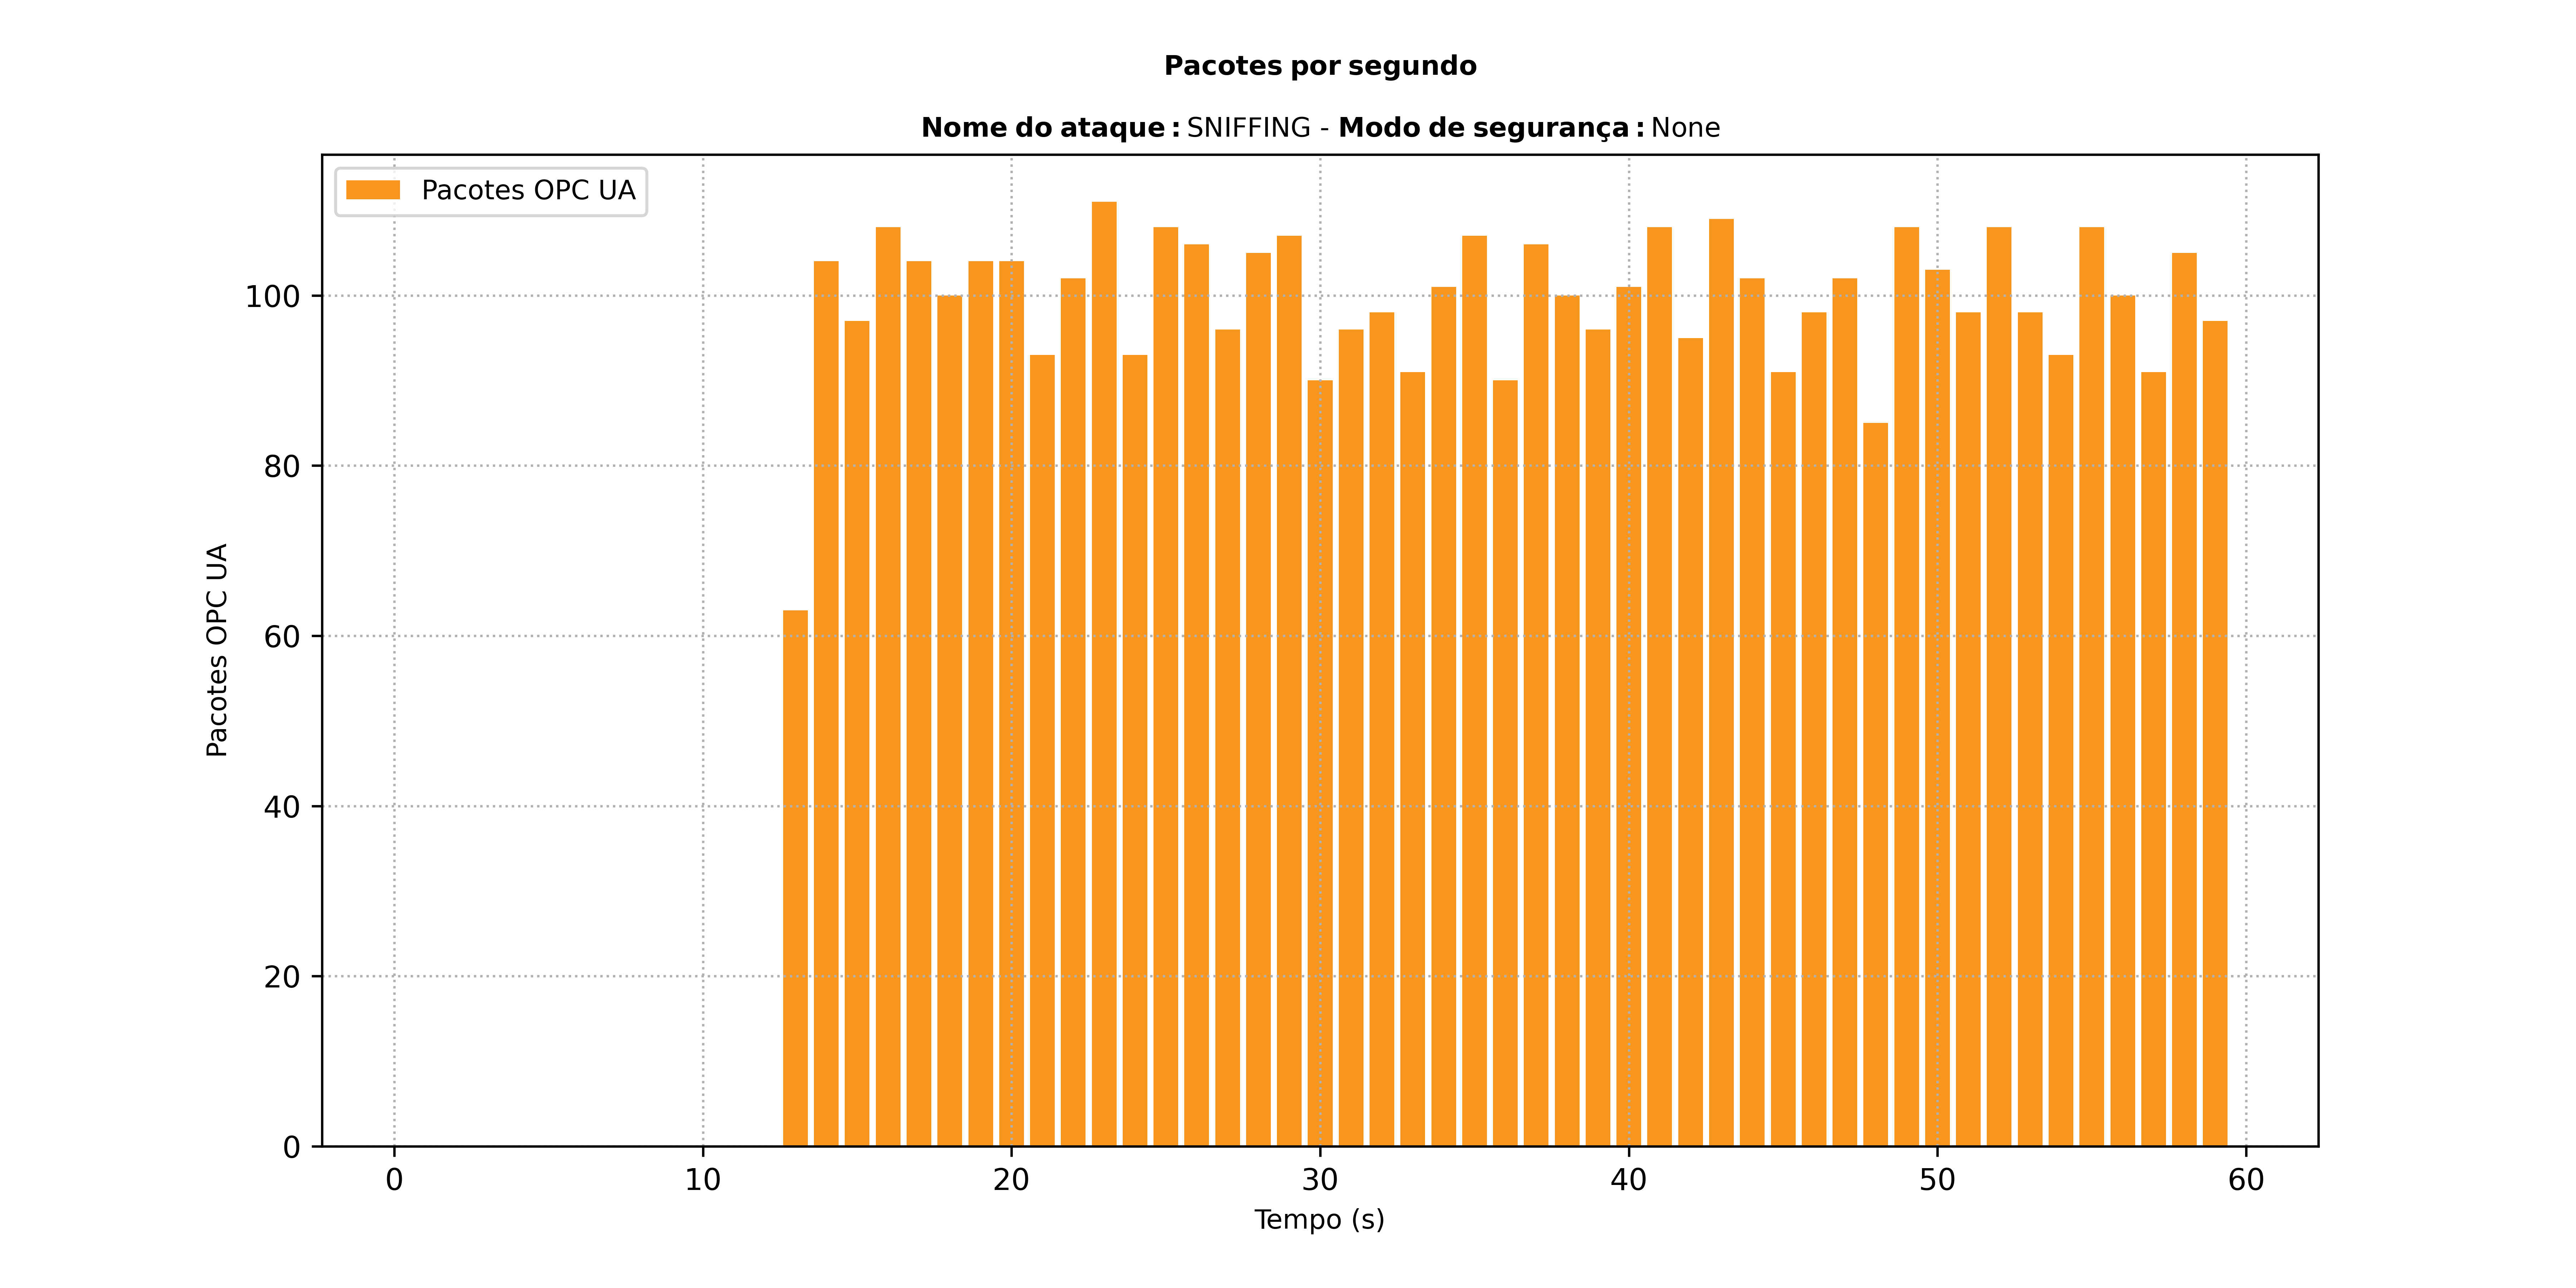 Pacotes por segundo
Nome do ataque: SNIFFING - Modo de segurança: None
Pacotes OPC UA
100
80
60
40
20
0
Pacotes OPC UA
0 10 20 30 40 50 60
Tempo (s)